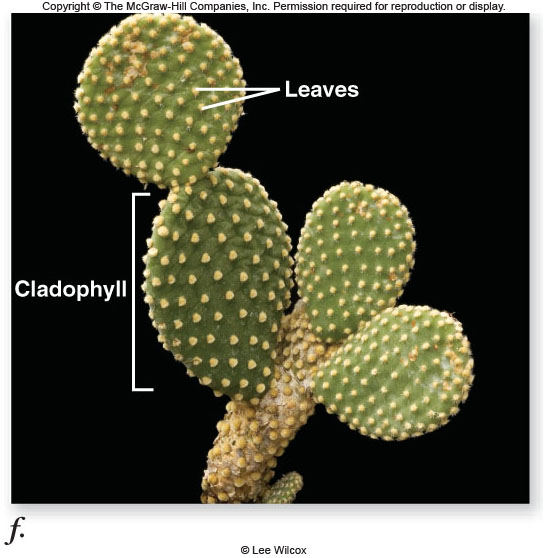 Copyright © The McGraw-Hill Companies, Inc. Permission required for reproduction or display.
Leaves
Cladophyll
f.
© Lee Wilcox